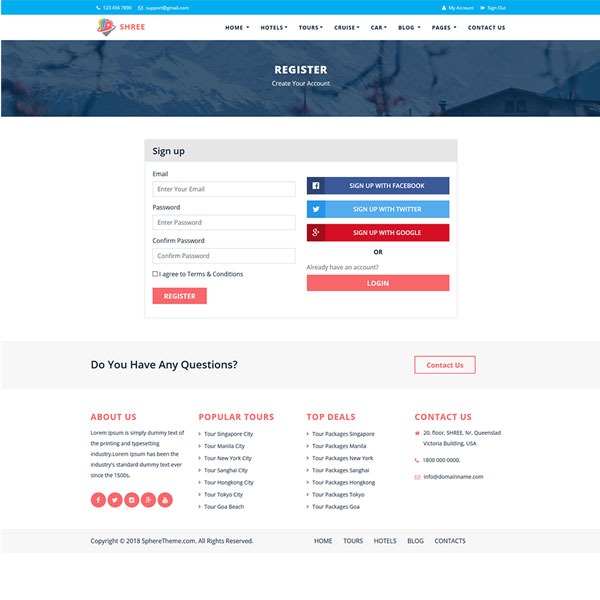 123 456 7890 support@gmail.com My Account Sign Out
SHREE HOME HOTELS TOURS CRUISE CAR BLOG PAGES CONTACT US
REGISTER
Create Your Account
Sign up
Email
Enter Your Email
Password
Enter Password
Confirm Password
Confirm Password
I agree to Terms & Conditions
REGISTER
SIGN UP WITH FACEBOOK
SIGN UP WITH TWITTER
SIGN UP WITH GOOGLE
OR
Already have an account?
LOGIN
Do You Have Any Questions?
Contact Us
ABOUT US
Lorem Ipsum is simply dummy text of
the printing and typesetting
industry.Lorem Ipsum has been the
industry's standard dummy text ever
since the 1500s.
POPULAR TOURS
Tour Singapore City
Tour Manila City
Tour New York City
Tour Sanghai City
Tour Hongkong City
Tour Tokyo City
Tour Goa Beach
TOP DEALS
Tour Packages Singapore
Tour Packages Manila
Tour Packages New York
Tour Packages Sanghai
Tour Packages Hongkong
Tour Packages Tokyo
Tour Packages Goa
CONTACT US
20, floor, SHREE, Nr, Queenslad
Victoria Building, USA
1800 000 0000,
info@domainname.com
Copyright © 2018 SphereTheme.com. All Rights Reserved.
HOME TOURS HOTELS BLOG CONTACTS